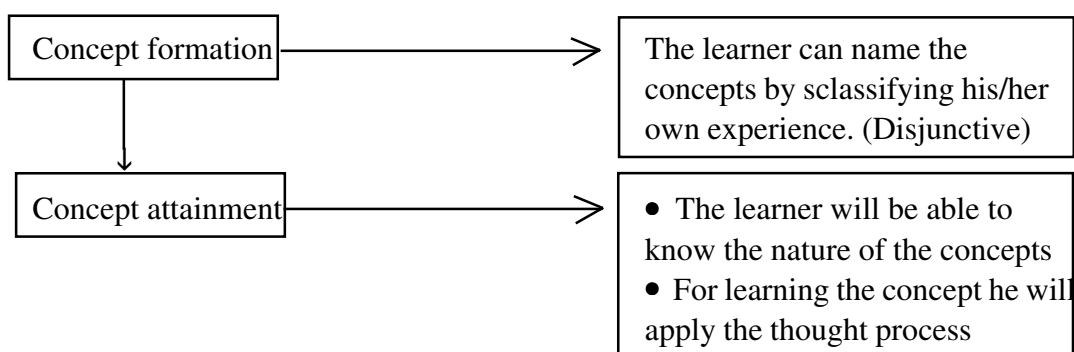 Concept formation
The learner can name the
concepts by sclassifying his/her
own experience. (Disjunctive)
Concept attainment
● The learner will be able to
know the nature of the concepts
● For learning the concept he will
apply the thought process